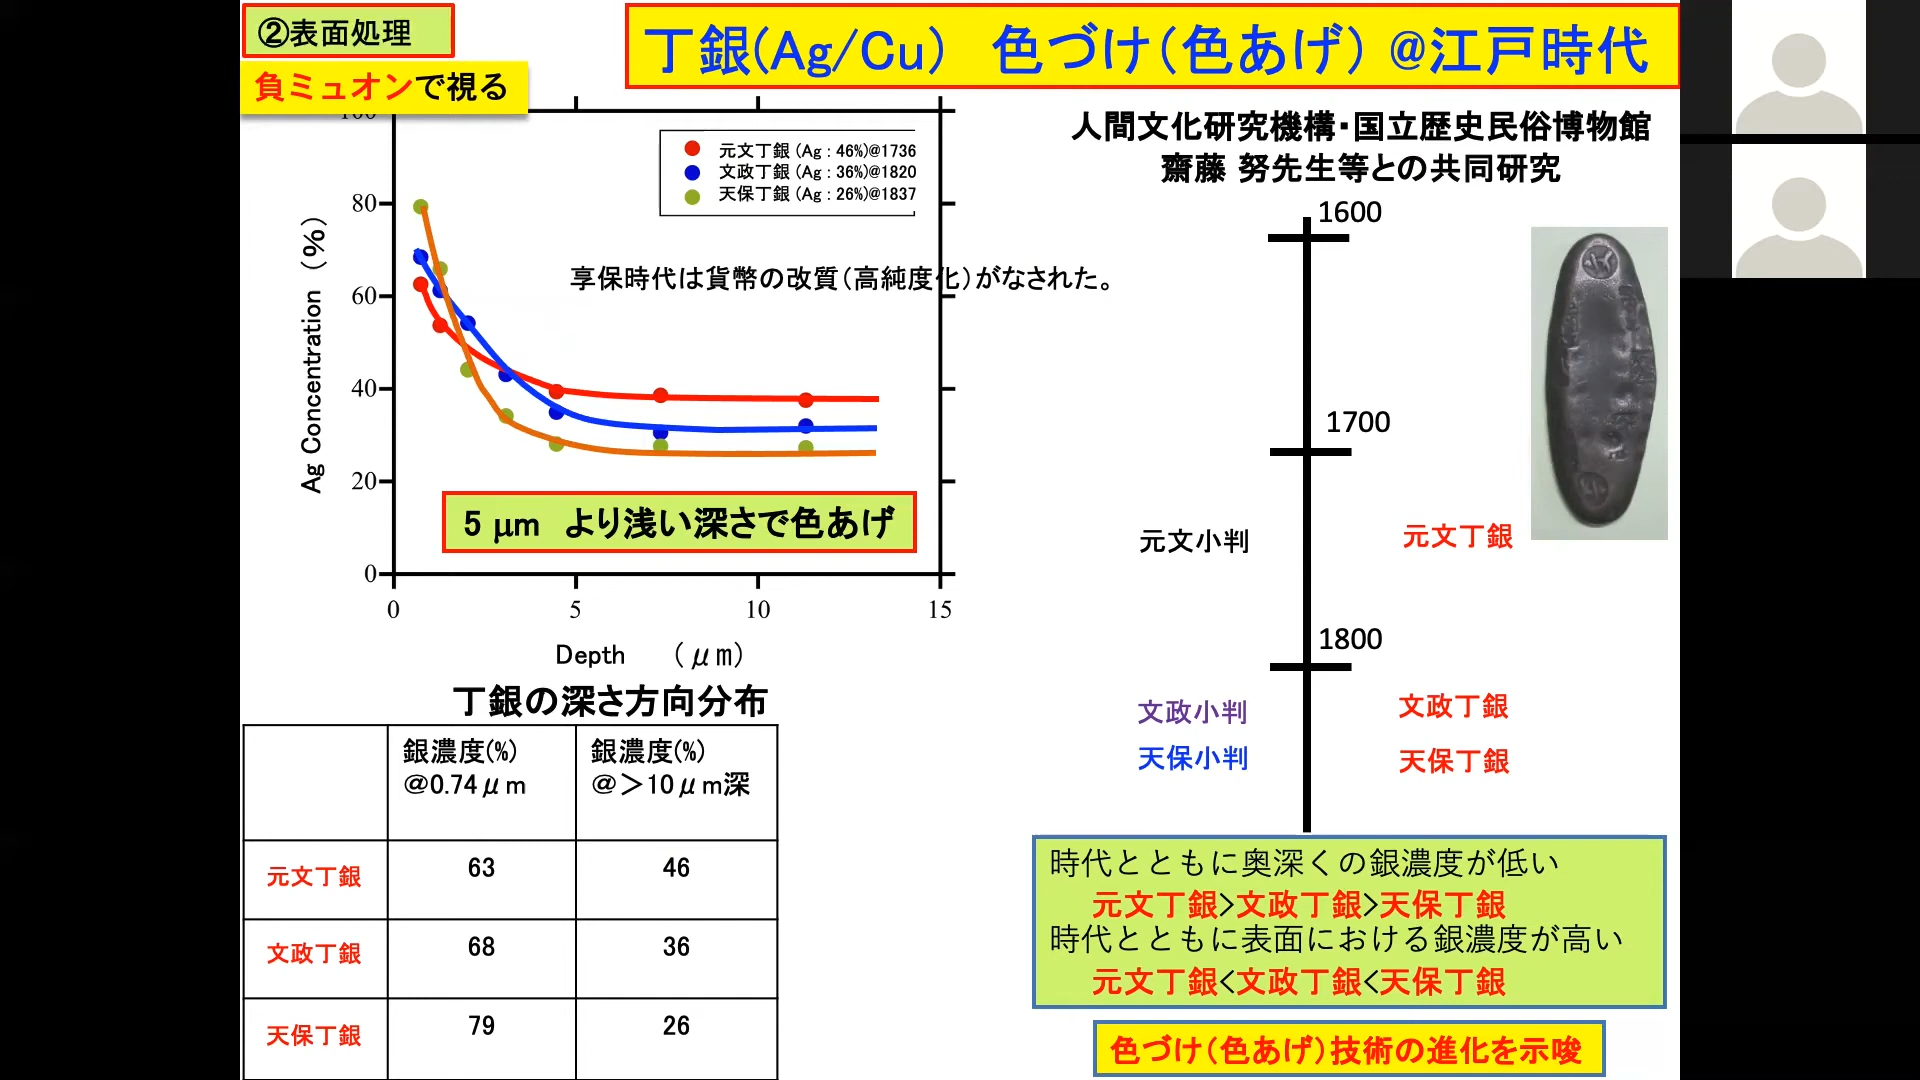 ②表面処理
負ミュオンで視る
丁銀(Ag/Cu) 色づけ(色あげ) @江戸時代
人間文化研究機構・国立歴史民俗博物館
齋藤 努先生等との共同研究
100
80
60
40
20
0
0 5 10 15
Ag Concentration (%)
Depth (μm)
元文丁銀 (Ag : 46%)@1736
文政丁銀 (Ag : 36%)@1820
天保丁銀 (Ag : 26%)@1837
享保時代は貨幣の改質(高純度化)がなされた。
5 μm より浅い深さで色あげ
丁銀の深さ方向分布
銀濃度(%)
@0.74μm
銀濃度(%)
@>10μm深
元文丁銀 63 46
文政丁銀 68 36
天保丁銀 79 26
1600
1700
元文小判 元文丁銀
1800
文政小判 文政丁銀
天保小判 天保丁銀
時代とともに奥深くの銀濃度が低い
元文丁銀>文政丁銀>天保丁銀
時代とともに表面における銀濃度が高い
元文丁銀<文政丁銀<天保丁銀
色づけ(色あげ)技術の進化を示唆